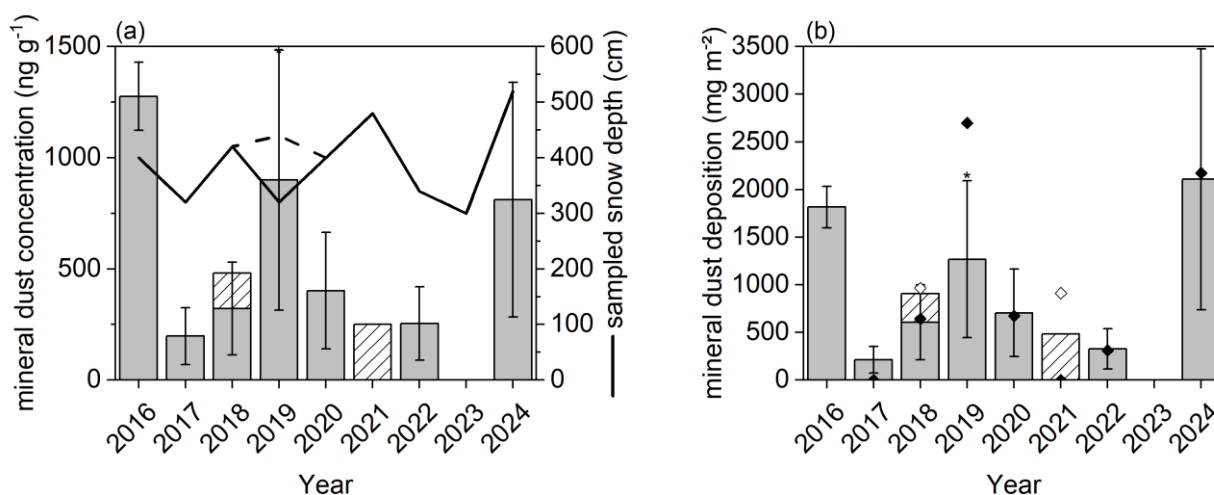 (a)
mineral dust concentration (ng g⁻¹)
1500
1000
500
0
*
600
500
400
300
200
100
0
sampled snow depth (cm)
2016 2017 2018 2019 2020 2021 2022 2023 2024
Year
(b)
mineral dust deposition (mg m⁻²)
3500
3000
2500
2000
1500
1000
500
0
*
2016 2017 2018 2019 2020 2021 2022 2023 2024
Year